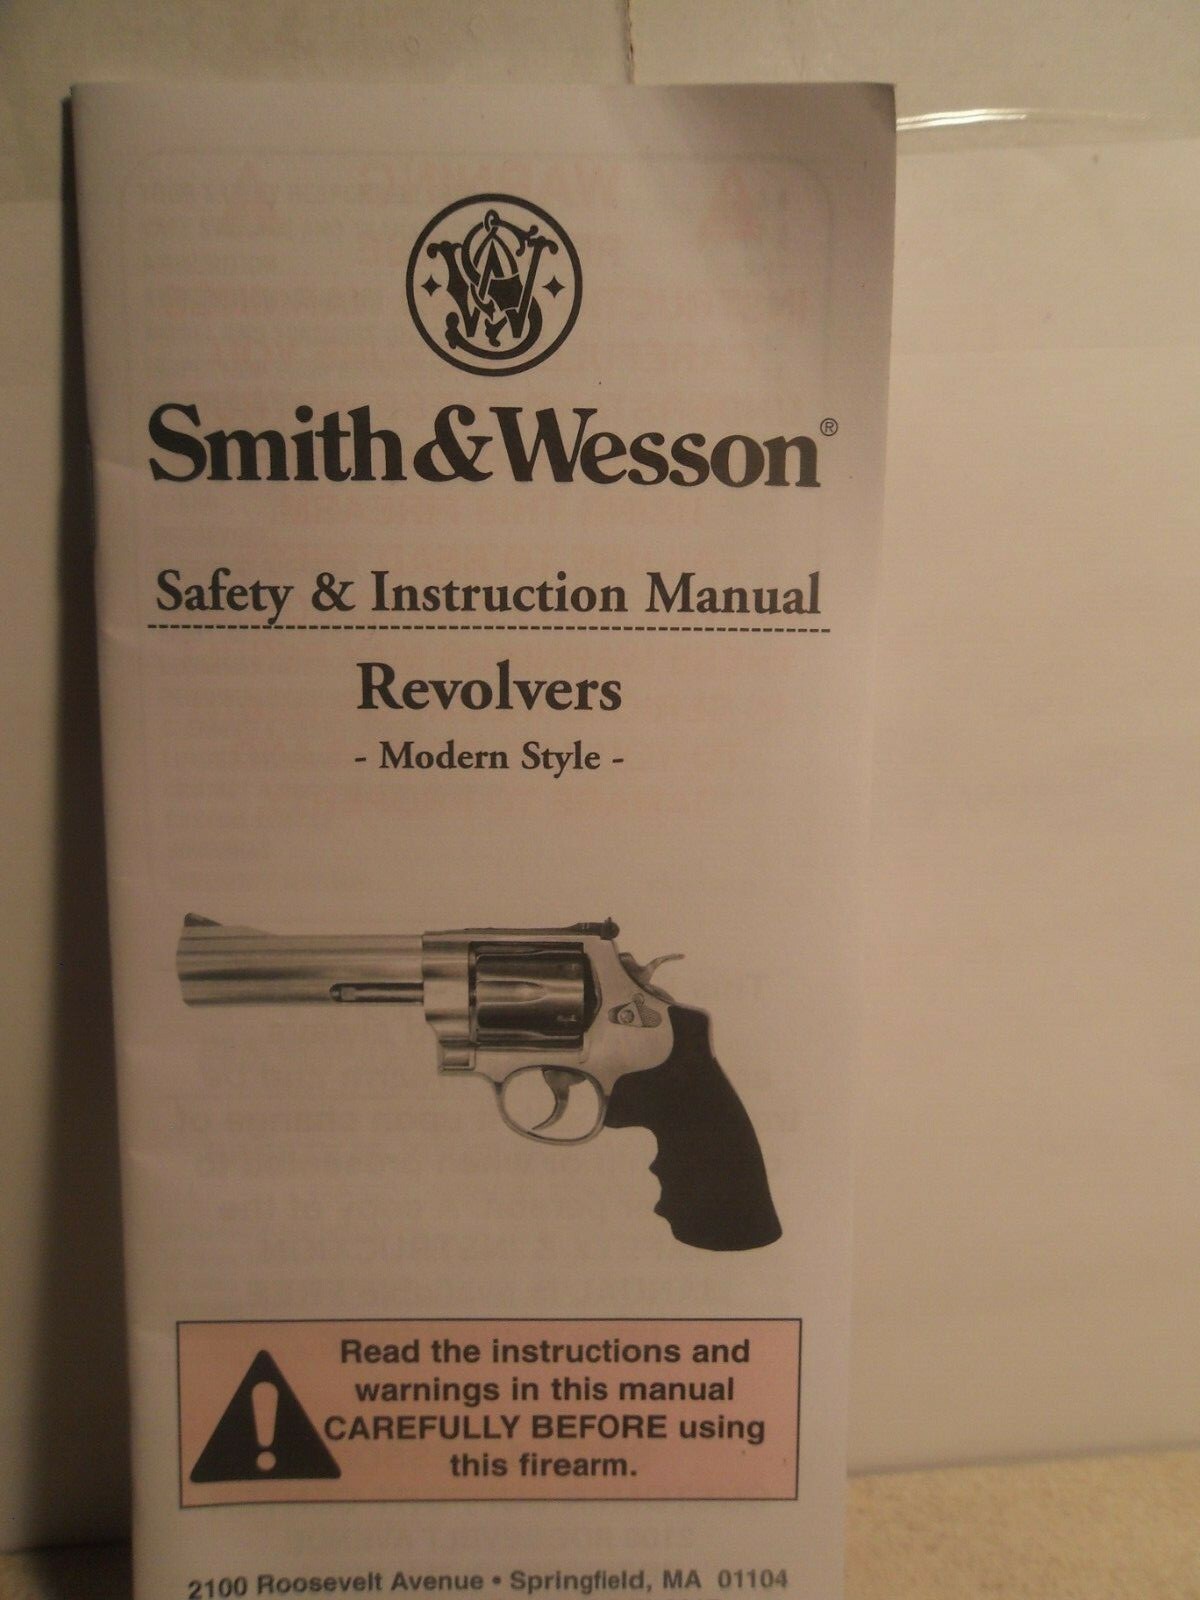 Smith & Wesson®
Safety & Instruction Manual
Revolvers
- Modern Style -
Read the instructions and
warnings in this manual
CAREFULLY BEFORE using
this firearm.
2100 Roosevelt Avenue • Springfield, MA 01104